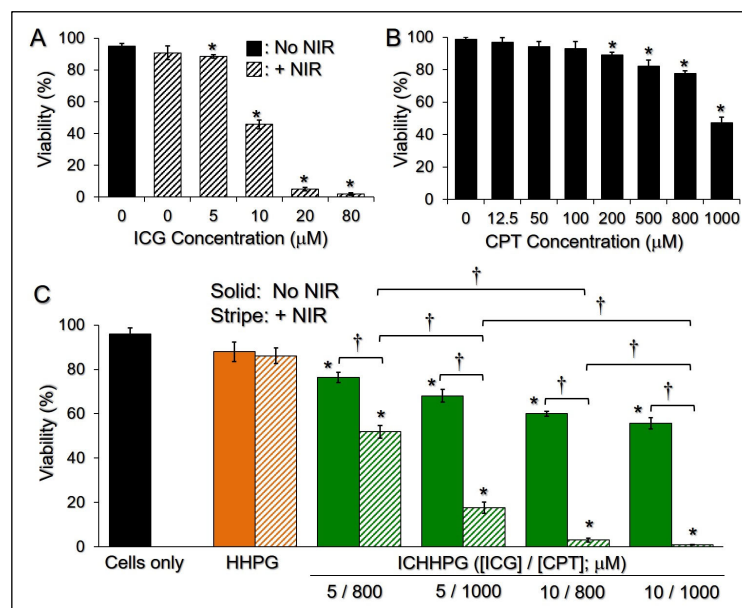 A
100
80
60
40
20
0
Viability (%)
: No NIR
: + NIR
* * * *
0 0 5 10 20 80
ICG Concentration (μM)
B
100
80
60
40
20
0
Viability (%)
* * * *
0 12.5 50 100 200 500 800 1000
CPT Concentration (μM)
C
Solid: No NIR
Stripe: + NIR
100
80
60
40
20
0
Viability (%)
†
† †
†
† † † †
* * * * * * * *
Cells only HHPG ICHHPG ([ICG] / [CPT]; μM)
5 / 800 5 / 1000 10 / 800 10 / 1000